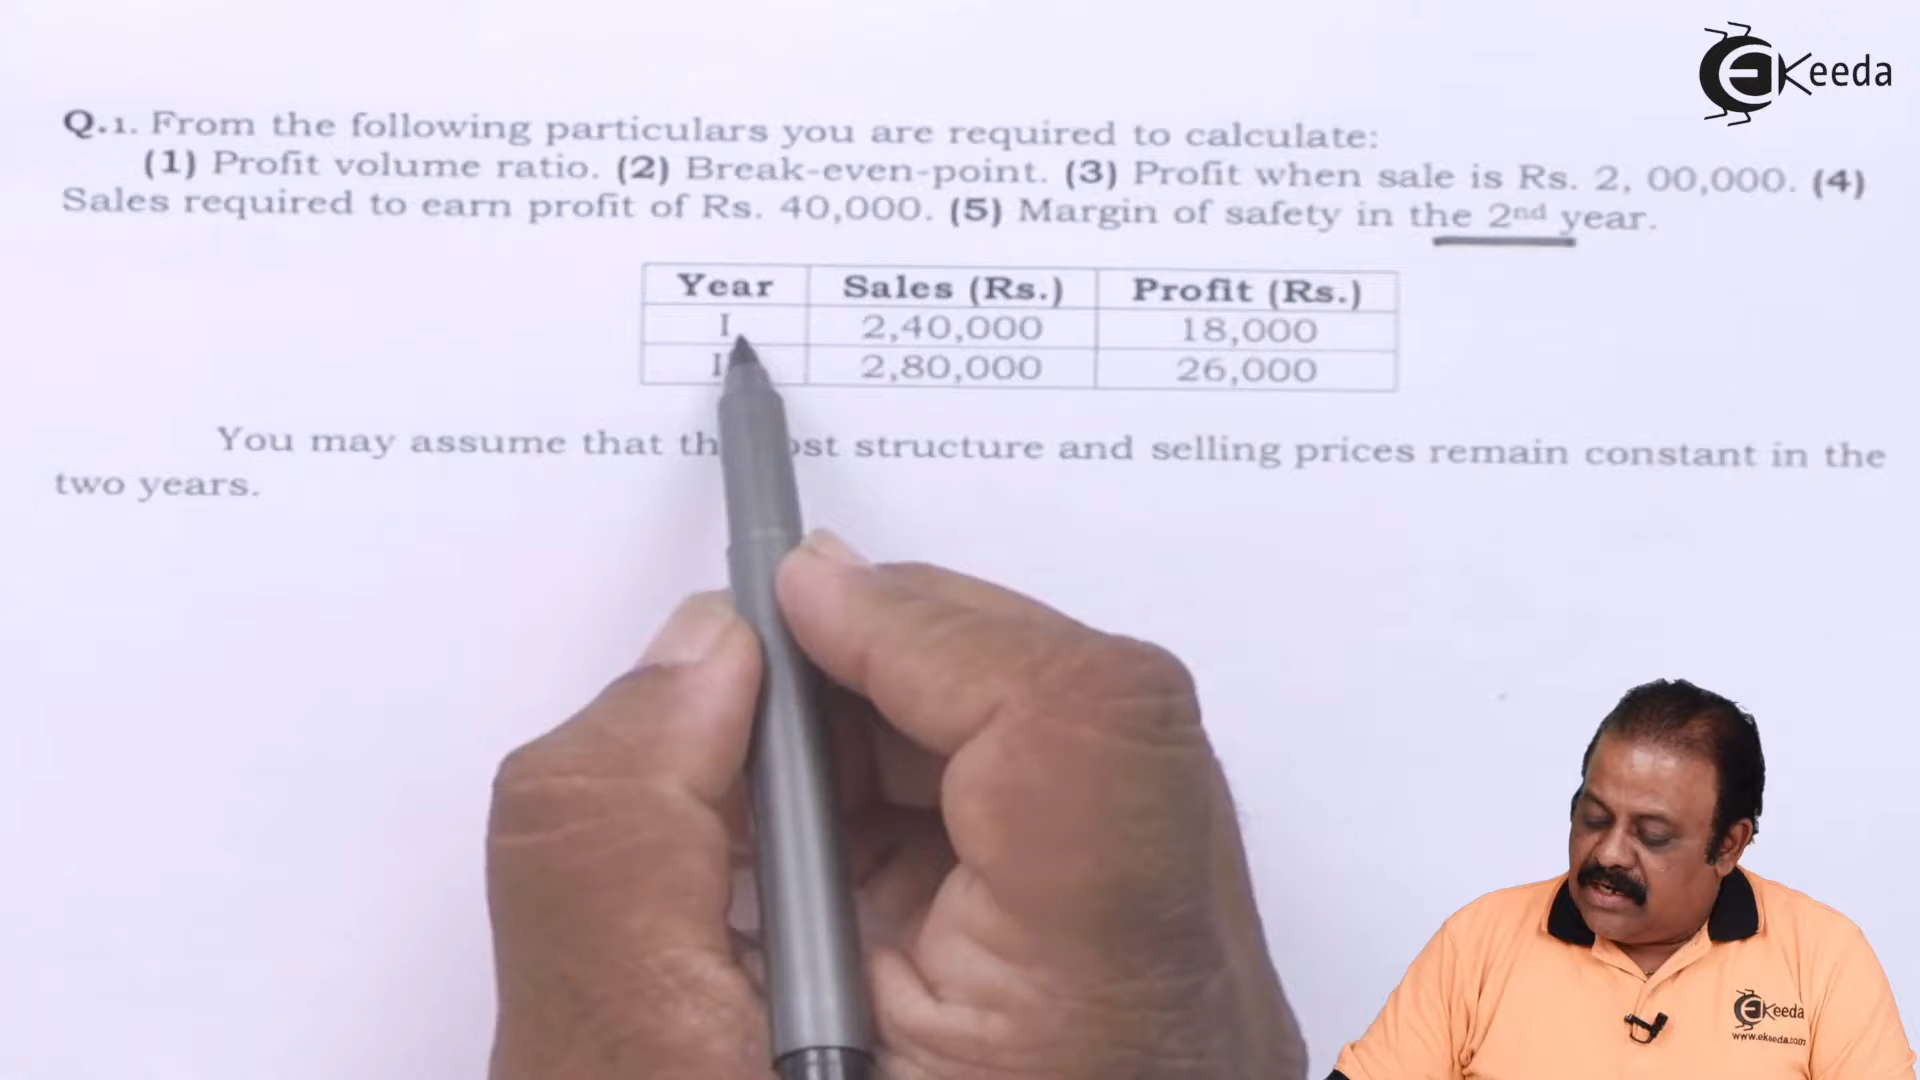 EKeeda
Q.1. From the following particulars you are required to calculate:
(1) Profit volume ratio. (2) Break-even-point. (3) Profit when sale is Rs. 2, 00,000. (4)
Sales required to earn profit of Rs. 40,000. (5) Margin of safety in the 2nd year.
Year Sales (Rs.) Profit (Rs.)
I 2,40,000 18,000
2,80,000 26,000
You may assume that structure and selling prices remain constant in the
two years.
EKeeda
www.ekeeda.com